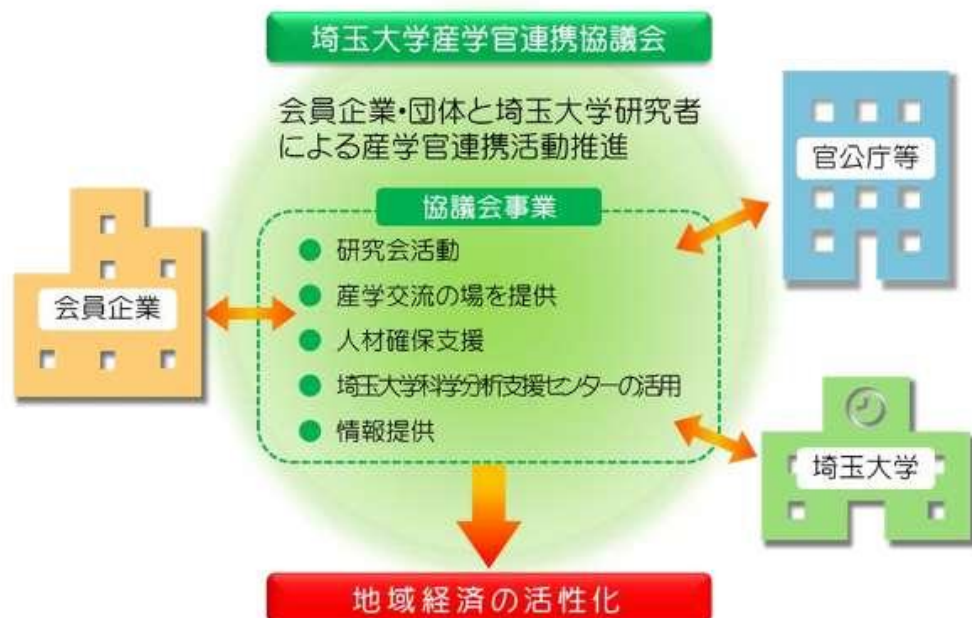 埼玉大学産学官連携協議会
会員企業・団体と埼玉大学研究者
による産学官連携活動推進
官公庁等
協議会事業
● 研究会活動
● 産学交流の場を提供
会員企業
● 人材確保支援
● 埼玉大学科学分析支援センターの活用
● 情報提供
埼玉大学
地域経済の活性化